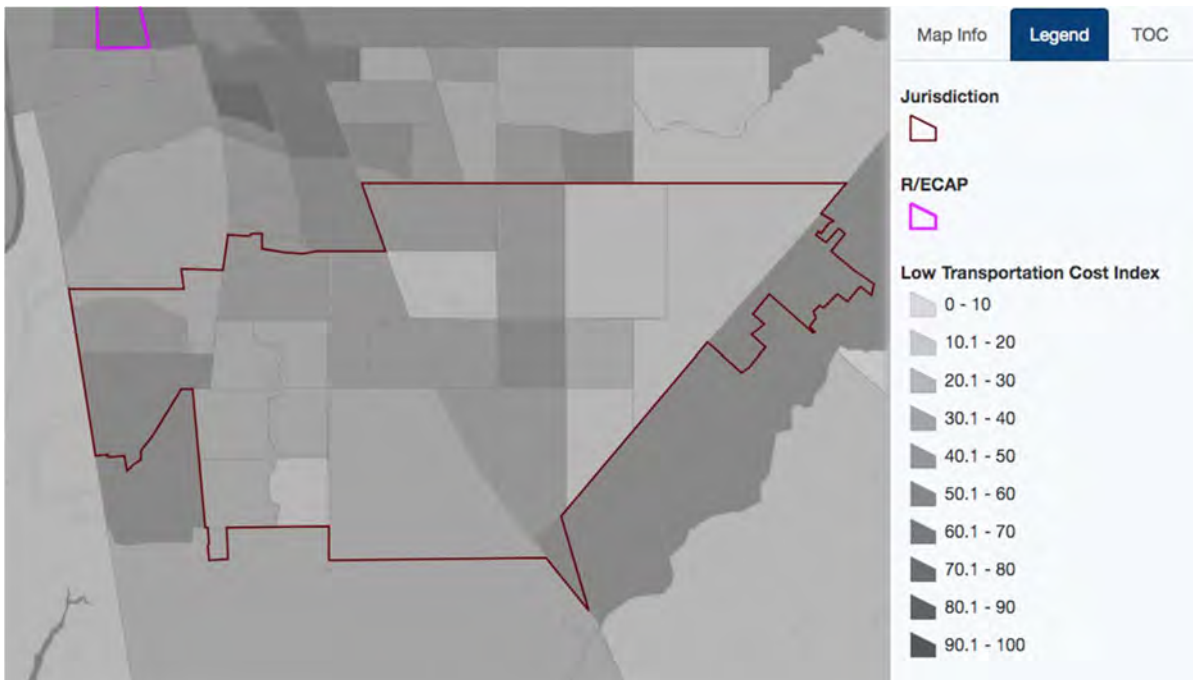 Map Info Legend TOC
Jurisdiction
R/ECAP
Low Transportation Cost Index
0 - 10
10.1 - 20
20.1 - 30
30.1 - 40
40.1 - 50
50.1 - 60
60.1 - 70
70.1 - 80
80.1 - 90
90.1 - 100